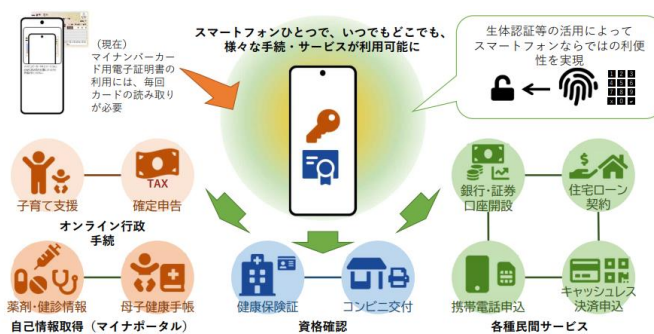 スマートフォンひとつで、いつでもどこでも、
様々な手続・サービスが利用可能に
（現在）
マイナンバーカー
ド用電子証明書の
利用には、毎回
カードの読み取り
が必要
生体認証等の活用によって
スマートフォンならではの利便
性を実現
1 2 3
4 5 6
7 8 9
子育て支援
TAX
確定申告
オンライン行政
手続
薬剤・健診情報
母子健康手帳
自己情報取得（マイナポータル）
健康保険証
コンビニ交付
資格確認
銀行・証券
口座開設
$
住宅ローン
契約
携帯電話申込
キャッシュレス
決済申込
各種民間サービス